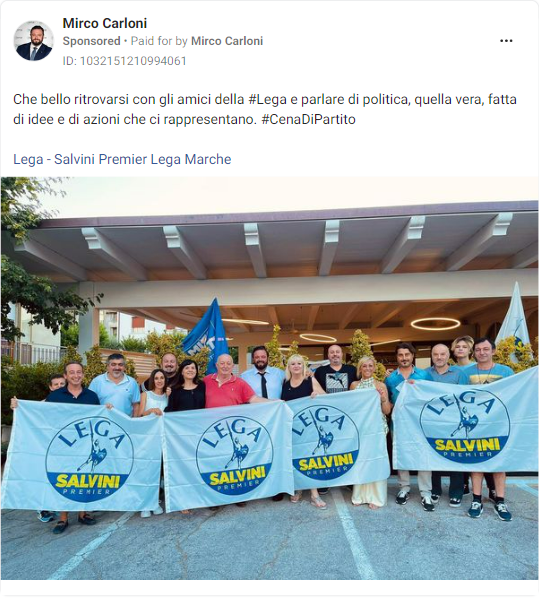 Mirco Carloni
Sponsored • Paid for by Mirco Carloni
ID: 1032151210994061
Che bello ritrovarsi con gli amici della #Lega e parlare di politica, quella vera, fatta
di idee e di azioni che ci rappresentano. #CenaDiPartito
Lega - Salvini Premier Lega Marche
LEGA
SALVINI
PREMIER
LEGA
SALVINI
PREMIER
LEGA
SALVINI
PREMIER
LEGA
SALVINI
PREMIER